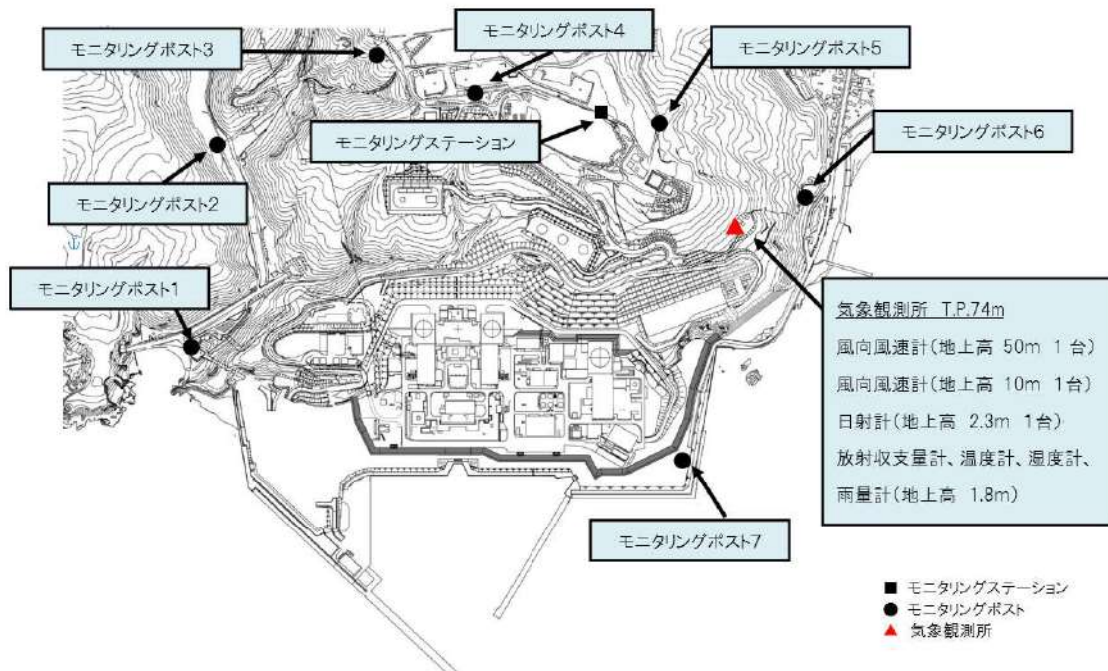 モニタリングポスト3
モニタリングポスト4
モニタリングポスト5
モニタリングステーション
モニタリングポスト6
モニタリングポスト2
モニタリングポスト1
気象観測所 T.P.74m
風向風速計(地上高 50m 1 台)
風向風速計(地上高 10m 1台)
日射計(地上高 2.3m 1台)
放射収支量計、温度計、湿度計、
雨量計(地上高 1.8m)
モニタリングポスト7
モニタリングステーション
モニタリングポスト
気象観測所